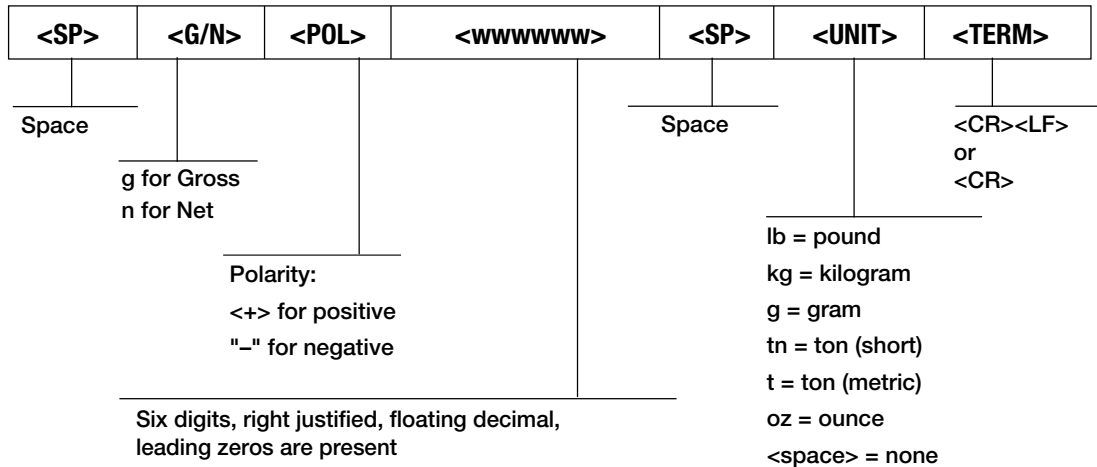 <SP> <G/N> <POL> <wwwwww> <SP> <UNIT> <TERM>
Space
g for Gross
n for Net
Polarity:
<+> for positive
"–" for negative
Six digits, right justified, floating decimal,
leading zeros are present
Space
lb = pound
kg = kilogram
g = gram
tn = ton (short)
t = ton (metric)
oz = ounce
<space> = none
<CR><LF>
or
<CR>